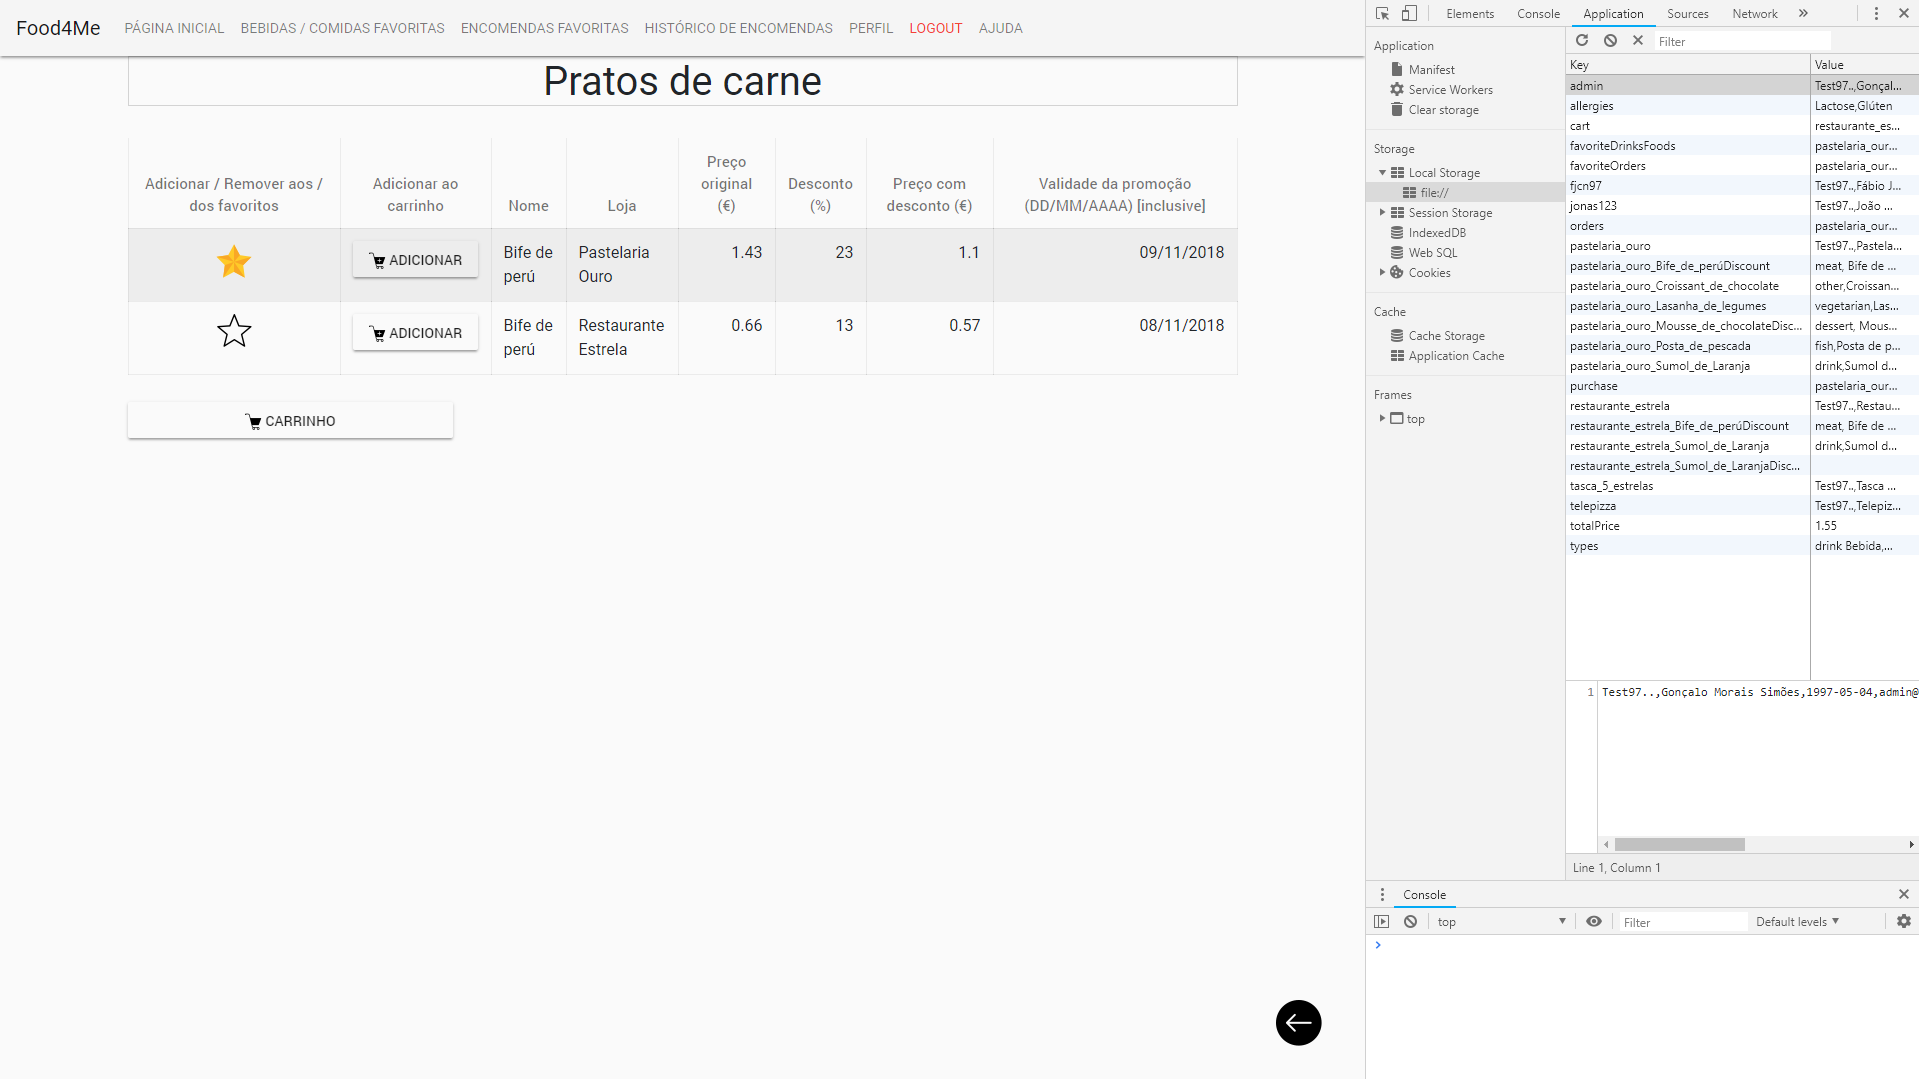 Food4Me PÁGINA INICIAL BEBIDAS / COMIDAS FAVORITAS ENCOMENDAS FAVORITAS HISTÓRICO DE ENCOMENDAS PERFIL LOGOUT AJUDA
Pratos de carne
Adicionar / Remover aos / dos favoritos Adicionar ao carrinho Nome Loja Preço original (€) Desconto (%) Preço com desconto (€) Validade da promoção (DD/MM/AAAA) [inclusive]
ADICIONAR Bife de perú Pastelaria Ouro 1.43 23 1.1 09/11/2018
ADICIONAR Bife de perú Restaurante Estrela 0.66 13 0.57 08/11/2018
CARRINHO
Elements Console Application Sources Network »
Application
Manifest
Service Workers
Clear storage
Storage
Local Storage
file://
Session Storage
IndexedDB
Web SQL
Cookies
Cache
Cache Storage
Application Cache
Frames
top
Filter
Key Value
admin Test97..,Gonçal...
allergies Lactose,Glúten
cart restaurante_es...
favoriteDrinksFoods pastelaria_our...
favoriteOrders pastelaria_our...
fjcn97 Test97..,Fábio J...
jonas123 Test97..,João ...
orders pastelaria_our...
pastelaria_ouro Test97..,Pastela...
pastelaria_ouro_Bife_de_perúDiscount meat, Bife de ...
pastelaria_ouro_Croissant_de_chocolate other,Croissan...
pastelaria_ouro_Lasanha_de_legumes vegetarian,Las...
pastelaria_ouro_Mousse_de_chocolateDisc... dessert, Mous...
pastelaria_ouro_Posta_de_pescada fish,Posta de p...
pastelaria_ouro_Sumol_de_Laranja drink,Sumol d...
purchase pastelaria_our...
restaurante_estrela Test97..,Restau...
restaurante_estrela_Bife_de_perúDiscount meat, Bife de ...
restaurante_estrela_Sumol_de_Laranja drink,Sumol d...
restaurante_estrela_Sumol_de_LaranjaDisc...
tasca_5_estrelas Test97..,Tasca ...
telepizza Test97..,Telepiz...
totalPrice 1.55
types drink Bebida,...
1 Test97..,Gonçalo Morais Simões,1997-05-04,admin@
Line 1, Column 1
Console
top Filter Default levels